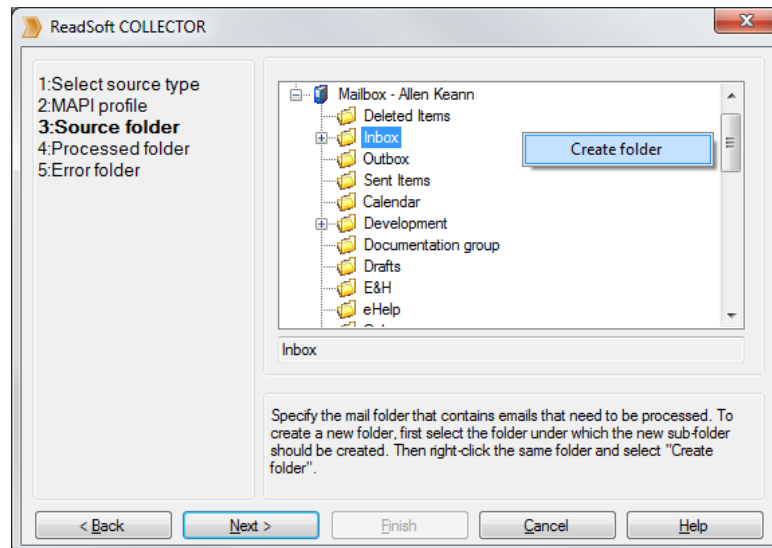 ReadSoft COLLECTOR
1:Select source type
2:MAPI profile
3:Source folder
4:Processed folder
5:Error folder
Mailbox - Allen Keann
Deleted Items
Inbox
Create folder
Outbox
Sent Items
Calendar
Development
Documentation group
Drafts
E&H
eHelp
Inbox
Specify the mail folder that contains emails that need to be processed. To
create a new folder, first select the folder under which the new sub-folder
should be created. Then right-click the same folder and select "Create
folder".
< Back Next > Finish Cancel Help